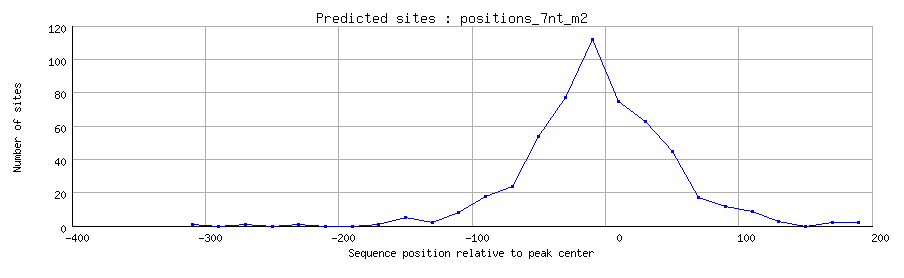 Predicted sites : positions_7nt_m2
120
100
80
60
40
20
0
Number of sites
-400 -300 -200 -100 0 100 200
Sequence position relative to peak center